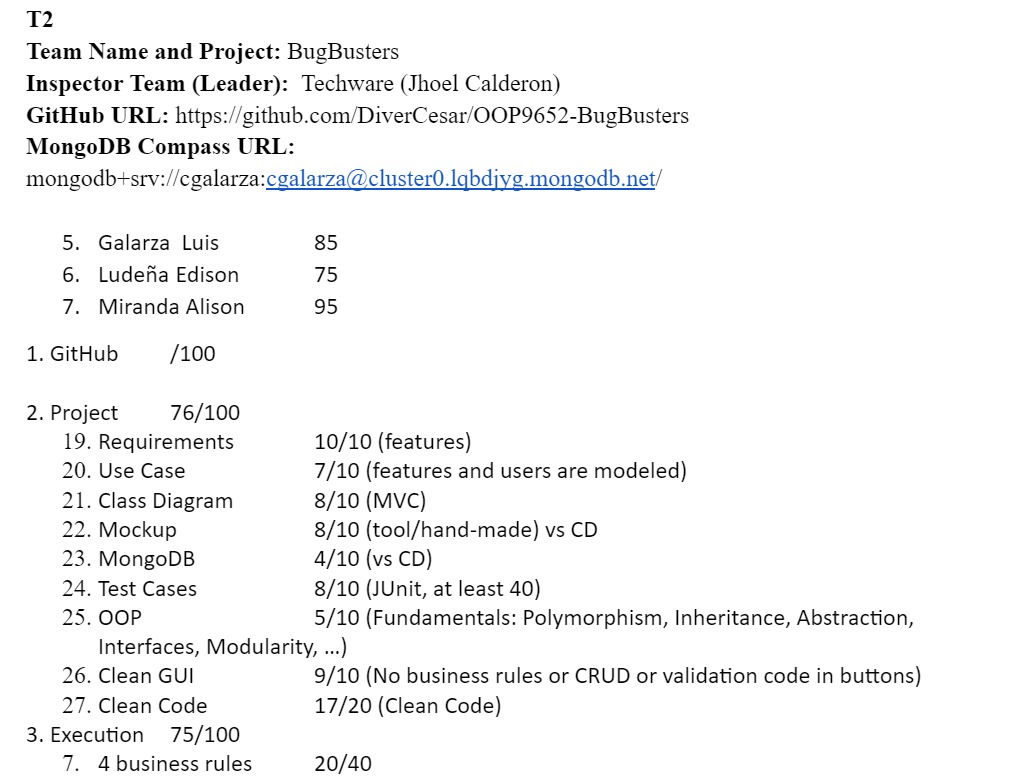 T2
Team Name and Project: BugBusters
Inspector Team (Leader): Techware (Jhoel Calderon)
GitHub URL: https://github.com/DiverCesar/OOP9652-BugBusters
MongoDB Compass URL:
mongodb+srv://cgalarza:cgalarza@cluster0.lqbdjyg.mongodb.net/
5. Galarza Luis 85
6. Ludeña Edison 75
7. Miranda Alison 95
1. GitHub /100
2. Project 76/100
19. Requirements 10/10 (features)
20. Use Case 7/10 (features and users are modeled)
21. Class Diagram 8/10 (MVC)
22. Mockup 8/10 (tool/hand-made) vs CD
23. MongoDB 4/10 (vs CD)
24. Test Cases 8/10 (JUnit, at least 40)
25. OOP 5/10 (Fundamentals: Polymorphism, Inheritance, Abstraction,
Interfaces, Modularity, ...)
26. Clean GUI 9/10 (No business rules or CRUD or validation code in buttons)
27. Clean Code 17/20 (Clean Code)
3. Execution 75/100
7. 4 business rules 20/40